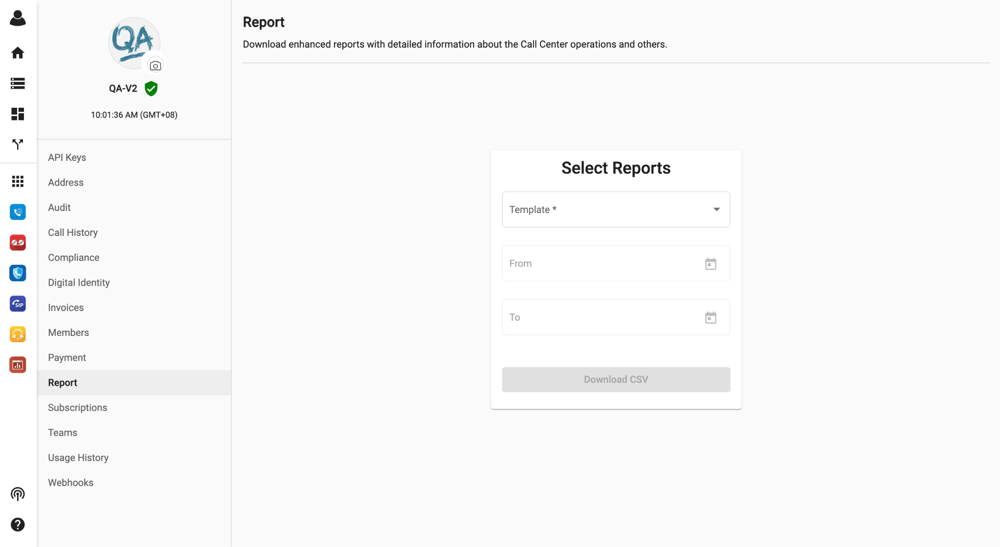 QA
QA-V2
10:01:36 AM (GMT+08)
API Keys
Address
Audit
Call History
Compliance
Digital Identity
Invoices
Members
Payment
Report
Subscriptions
Teams
Usage History
Webhooks
SIP
Report
Download enhanced reports with detailed information about the Call Center operations and others.
Select Reports
Template *
From
To
Download CSV